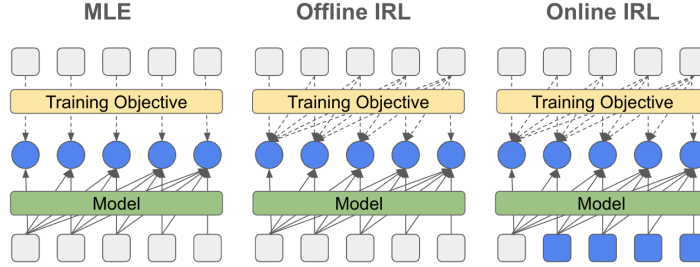 MLE
Offline IRL
Online IRL
Training Objective
Training Objective
Training Objective
Model
Model
Model